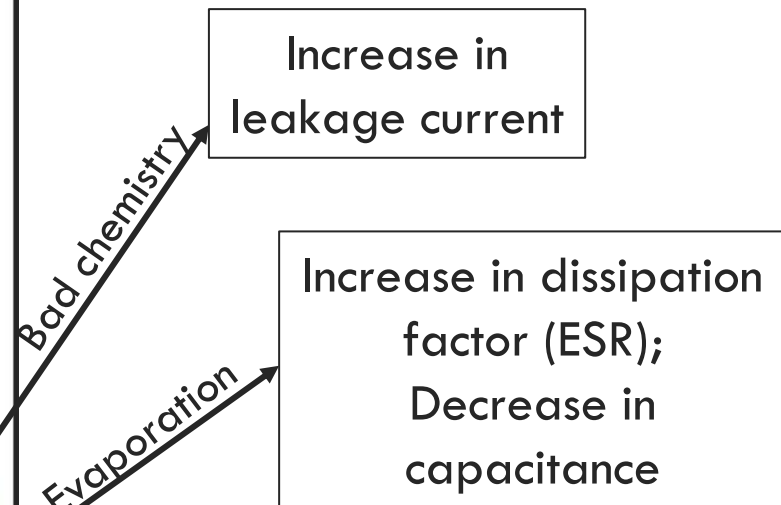 Increase in
leakage current
Bad chemistry
Increase in dissipation
factor (ESR);
Decrease in
capacitance
Evaporation